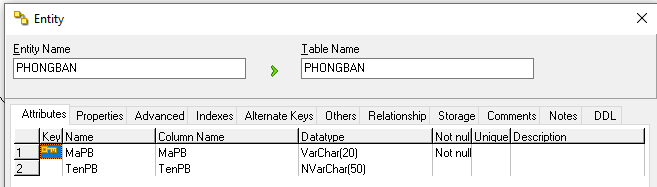 Entity
Entity Name
Table Name
PHONGBAN
PHONGBAN
Attributes Properties Advanced Indexes Alternate Keys Others Relationship Storage Comments Notes DDL
Key Name Column Name Datatype Not nul Unique Description
1 MaPB MaPB VarChar(20) Not nul
2 TenPB TenPB NVarChar(50)